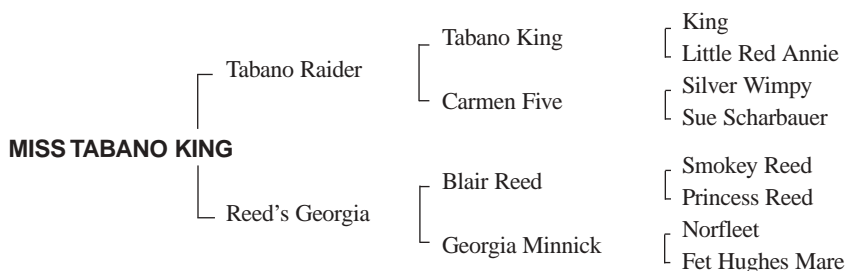 King
Tabano King
Little Red Annie
Tabano Raider
Silver Wimpy
Carmen Five
Sue Scharbauer
MISS TABANO KING
Smokey Reed
Blair Reed
Princess Reed
Reed's Georgia
Norfleet
Georgia Minnick
Fet Hughes Mare